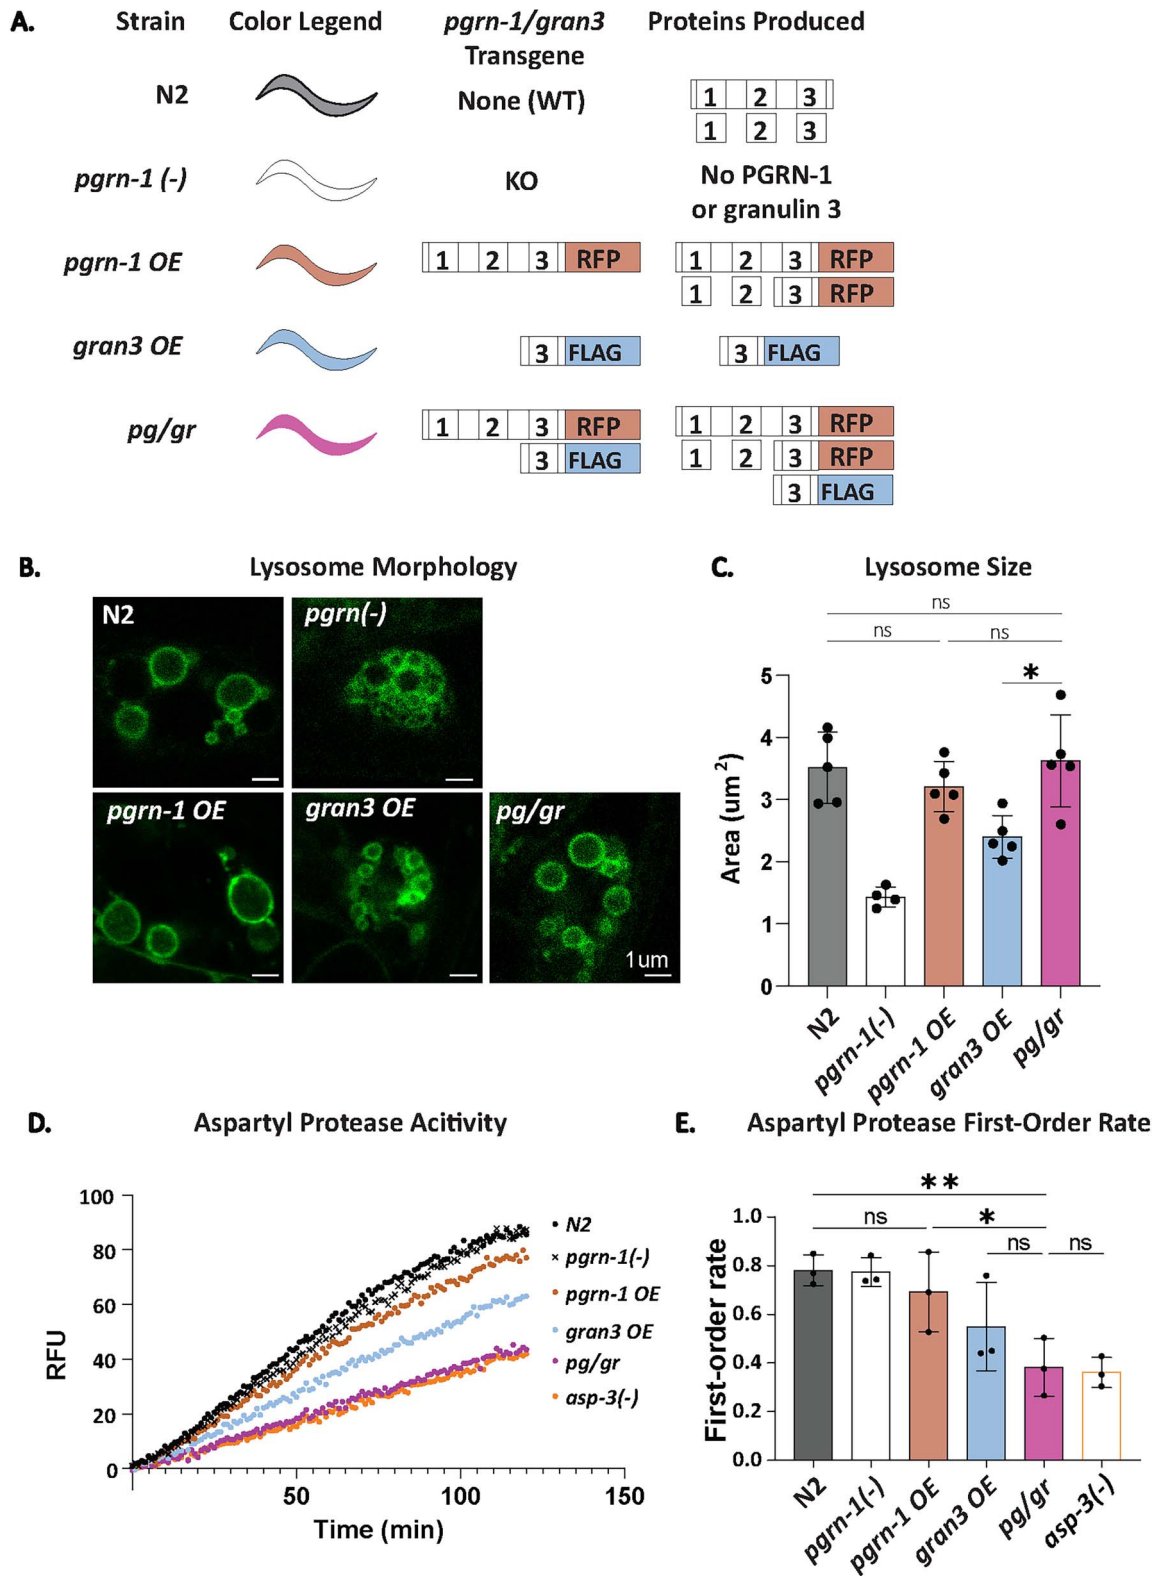 A.
Strain Color Legend pgrn-1/gran3 Proteins Produced
Transgene
N2 None (WT) 1 2 3
1 2 3
pgrn-1 (-) KO No PGRN-1
or granulin 3
pgrn-1 OE 1 2 3 RFP 1 2 3 RFP
1 2 3 RFP
gran3 OE 3 FLAG 3 FLAG
pg/gr 1 2 3 RFP 1 2 3 RFP
3 FLAG 1 2 3 RFP
3 FLAG
B. Lysosome Morphology
N2 pgrn(-)
pgrn-1 OE gran3 OE pg/gr
1um
C. Lysosome Size
ns
ns ns
*
5
4
3
2
1
0
Area (um2)
N2 pgrn-1(-) pgrn-1 OE gran3 OE pg/gr
D. Aspartyl Protease Acitivity
100
80
60
40
20
0
RFU
50 100 150
Time (min)
N2
pgrn-1(-)
pgrn-1 OE
gran3 OE
pg/gr
asp-3(-)
E. Aspartyl Protease First-Order Rate
**
ns *
ns ns
1.0
0.8
0.6
0.4
0.2
0.0
First-order rate
N2 pgrn-1(-) pgrn-1 OE gran3 OE pg/gr asp-3(-)